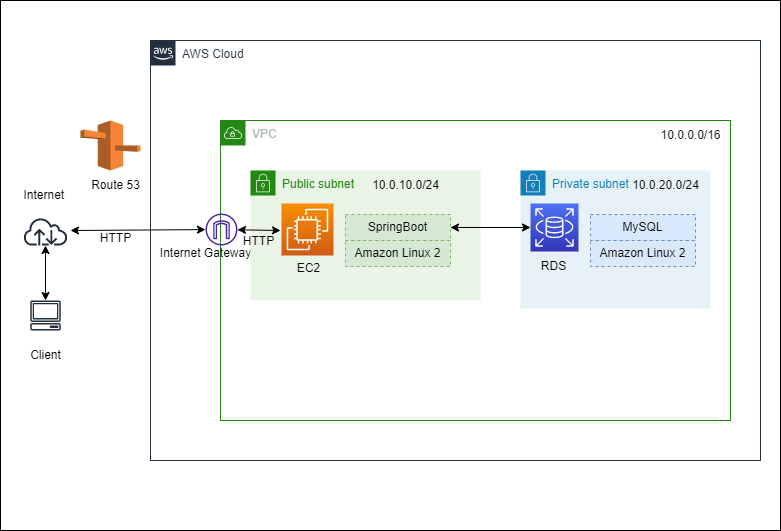 aws
AWS Cloud
VPC
10.0.0.0/16
Route 53
Public subnet
10.0.10.0/24
Private subnet
10.0.20.0/24
Internet
HTTP
Internet Gateway
HTTP
EC2
SpringBoot
Amazon Linux 2
RDS
MySQL
Amazon Linux 2
Client